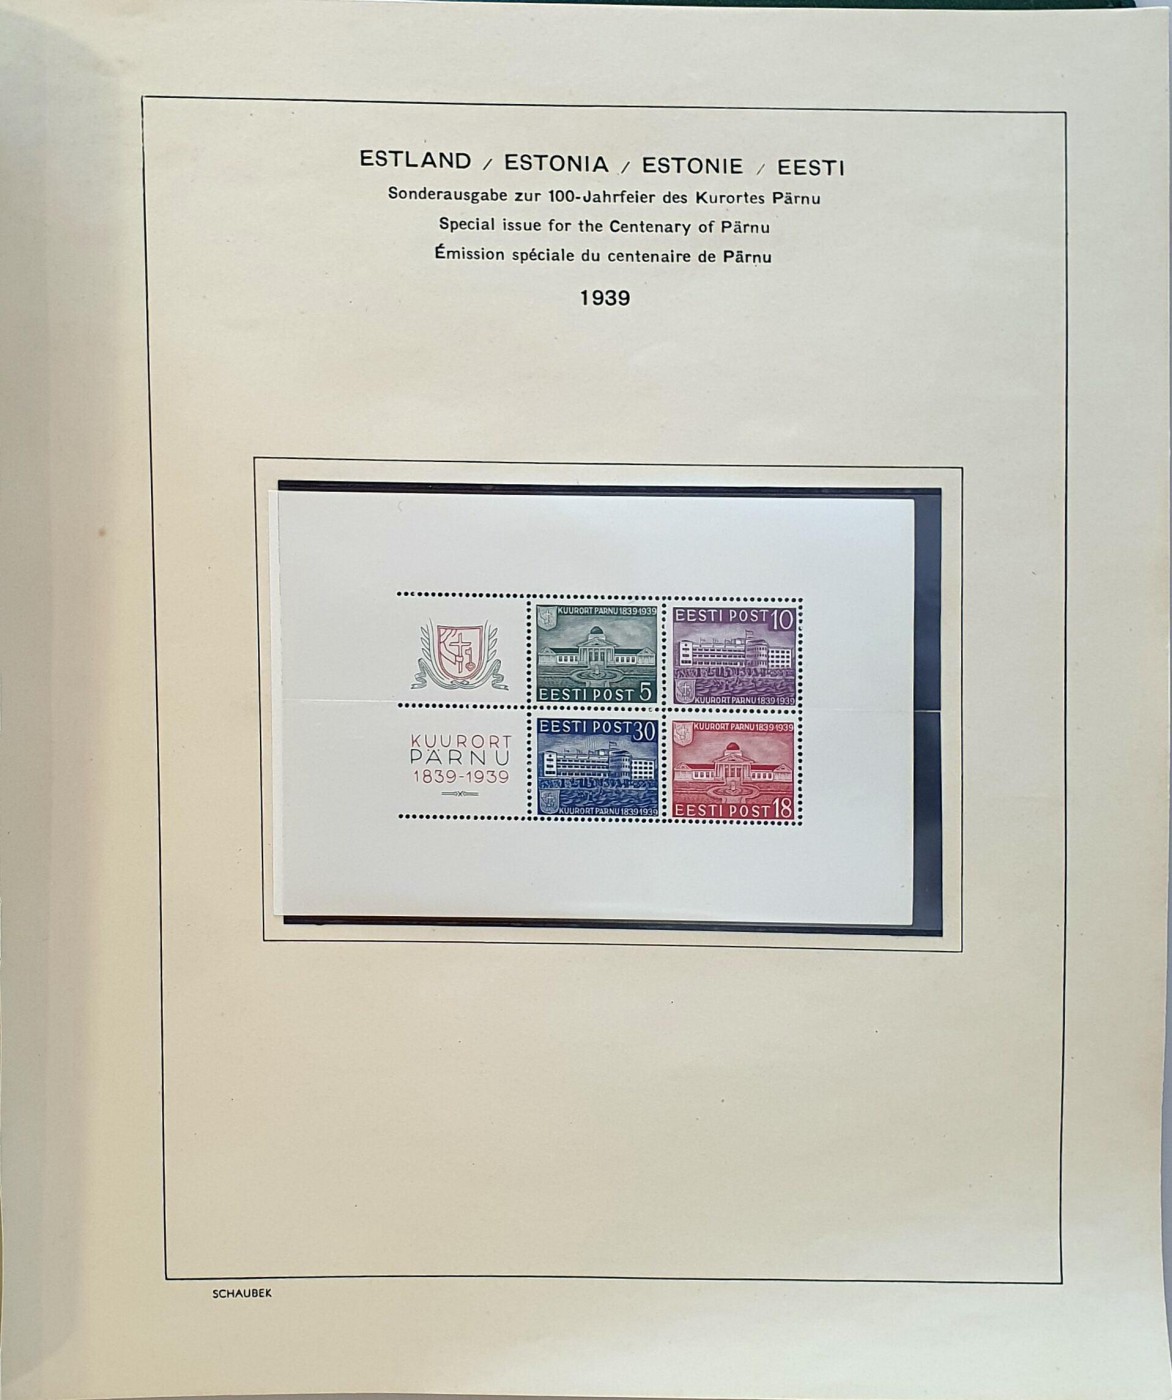 ESTLAND / ESTONIA / ESTONIE / EESTI
Sonderausgabe zur 100-Jahrfeier des Kurortes Pärnu
Special issue for the Centenary of Pärnu
Émission spéciale du centenaire de Pärnu
1939
KUURORT PÄRNU 1839-1939
EESTI POST 5
EESTI POST 10
KUURORT PÄRNU 1839-1939
KUURORT
PÄRNU
1839-1939
EESTI POST 30
KUURORT PÄRNU 1839-1939
KUURORT PÄRNU 1839-1939
EESTI POST 18
SCHAUBEK